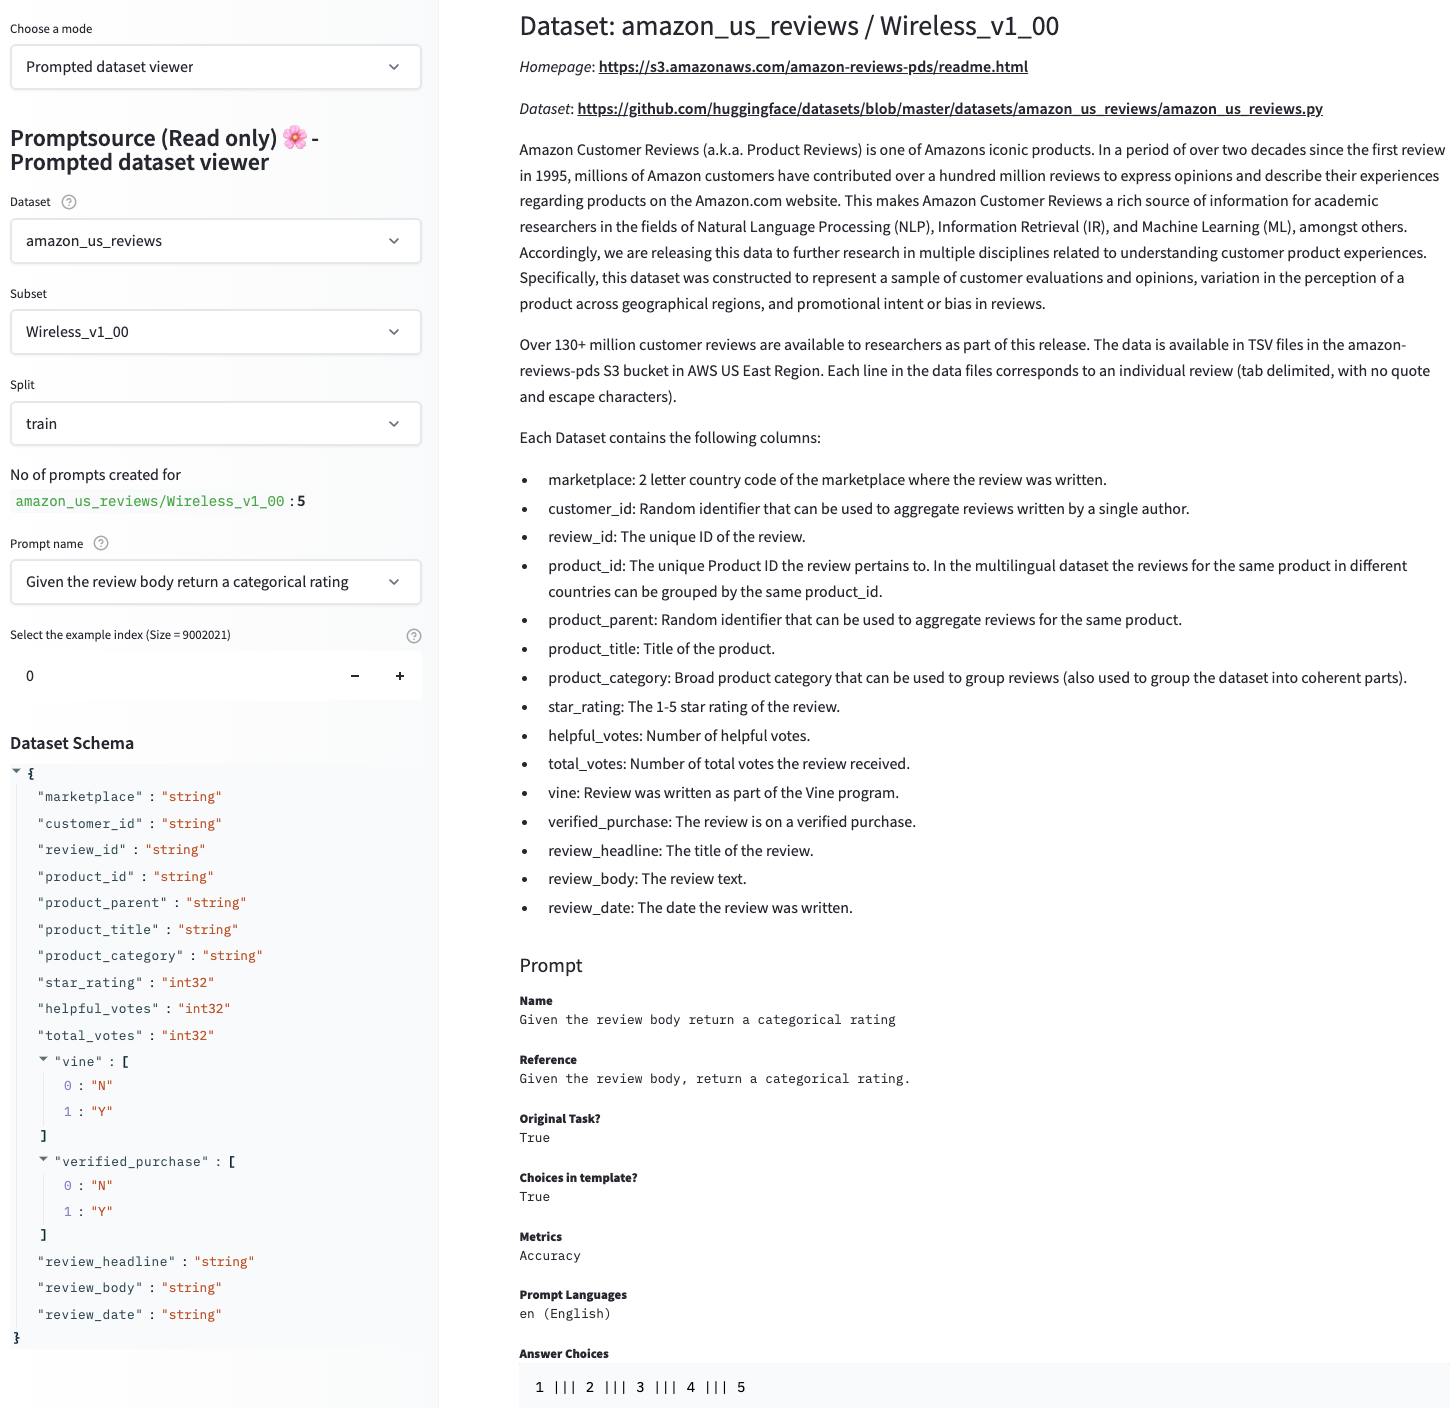 Choose a mode
Prompted dataset viewer
Promptsource (Read only) 🌸 -
Prompted dataset viewer
Dataset
amazon_us_reviews
Subset
Wireless_v1_00
Split
train
No of prompts created for
amazon_us_reviews/Wireless_v1_00 : 5
Prompt name
Given the review body return a categorical rating
Select the example index (Size = 9002021)
0 − +
Dataset Schema
{
"marketplace" : "string"
"customer_id" : "string"
"review_id" : "string"
"product_id" : "string"
"product_parent" : "string"
"product_title" : "string"
"product_category" : "string"
"star_rating" : "int32"
"helpful_votes" : "int32"
"total_votes" : "int32"
"vine" : [
0 : "N"
1 : "Y"
]
"verified_purchase" : [
0 : "N"
1 : "Y"
]
"review_headline" : "string"
"review_body" : "string"
"review_date" : "string"
}
Dataset: amazon_us_reviews / Wireless_v1_00
Homepage: https://s3.amazonaws.com/amazon-reviews-pds/readme.html
Dataset: https://github.com/huggingface/datasets/blob/master/datasets/amazon_us_reviews/amazon_us_reviews.py
Amazon Customer Reviews (a.k.a. Product Reviews) is one of Amazons iconic products. In a period of over two decades since the first review
in 1995, millions of Amazon customers have contributed over a hundred million reviews to express opinions and describe their experiences
regarding products on the Amazon.com website. This makes Amazon Customer Reviews a rich source of information for academic
researchers in the fields of Natural Language Processing (NLP), Information Retrieval (IR), and Machine Learning (ML), amongst others.
Accordingly, we are releasing this data to further research in multiple disciplines related to understanding customer product experiences.
Specifically, this dataset was constructed to represent a sample of customer evaluations and opinions, variation in the perception of a
product across geographical regions, and promotional intent or bias in reviews.
Over 130+ million customer reviews are available to researchers as part of this release. The data is available in TSV files in the amazon-
reviews-pds S3 bucket in AWS US East Region. Each line in the data files corresponds to an individual review (tab delimited, with no quote
and escape characters).
Each Dataset contains the following columns:
• marketplace: 2 letter country code of the marketplace where the review was written.
• customer_id: Random identifier that can be used to aggregate reviews written by a single author.
• review_id: The unique ID of the review.
• product_id: The unique Product ID the review pertains to. In the multilingual dataset the reviews for the same product in different
countries can be grouped by the same product_id.
• product_parent: Random identifier that can be used to aggregate reviews for the same product.
• product_title: Title of the product.
• product_category: Broad product category that can be used to group reviews (also used to group the dataset into coherent parts).
• star_rating: The 1-5 star rating of the review.
• helpful_votes: Number of helpful votes.
• total_votes: Number of total votes the review received.
• vine: Review was written as part of the Vine program.
• verified_purchase: The review is on a verified purchase.
• review_headline: The title of the review.
• review_body: The review text.
• review_date: The date the review was written.
Prompt
Name
Given the review body return a categorical rating
Reference
Given the review body, return a categorical rating.
Original Task?
True
Choices in template?
True
Metrics
Accuracy
Prompt Languages
en (English)
Answer Choices
1 ||| 2 ||| 3 ||| 4 ||| 5